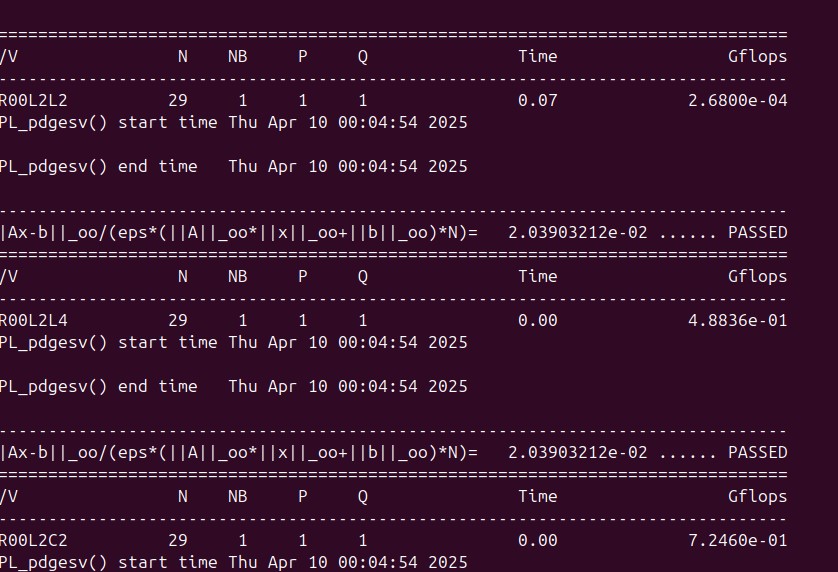 ================================================================================
/V                N    NB     P     Q               Time                 Gflops
--------------------------------------------------------------------------------
R00L2L2          29     1     1     1               0.07             2.6800e-04
PL_pdgesv() start time Thu Apr 10 00:04:54 2025
PL_pdgesv() end time   Thu Apr 10 00:04:54 2025
--------------------------------------------------------------------------------
|Ax-b||_oo/(eps*(||A||_oo*||x||_oo+||b||_oo)*N)=   2.03903212e-02 ...... PASSED
================================================================================
/V                N    NB     P     Q               Time                 Gflops
--------------------------------------------------------------------------------
R00L2L4          29     1     1     1               0.00             4.8836e-01
PL_pdgesv() start time Thu Apr 10 00:04:54 2025
PL_pdgesv() end time   Thu Apr 10 00:04:54 2025
--------------------------------------------------------------------------------
|Ax-b||_oo/(eps*(||A||_oo*||x||_oo+||b||_oo)*N)=   2.03903212e-02 ...... PASSED
================================================================================
/V                N    NB     P     Q               Time                 Gflops
--------------------------------------------------------------------------------
R00L2C2          29     1     1     1               0.00             7.2460e-01
PL_pdgesv() start time Thu Apr 10 00:04:54 2025